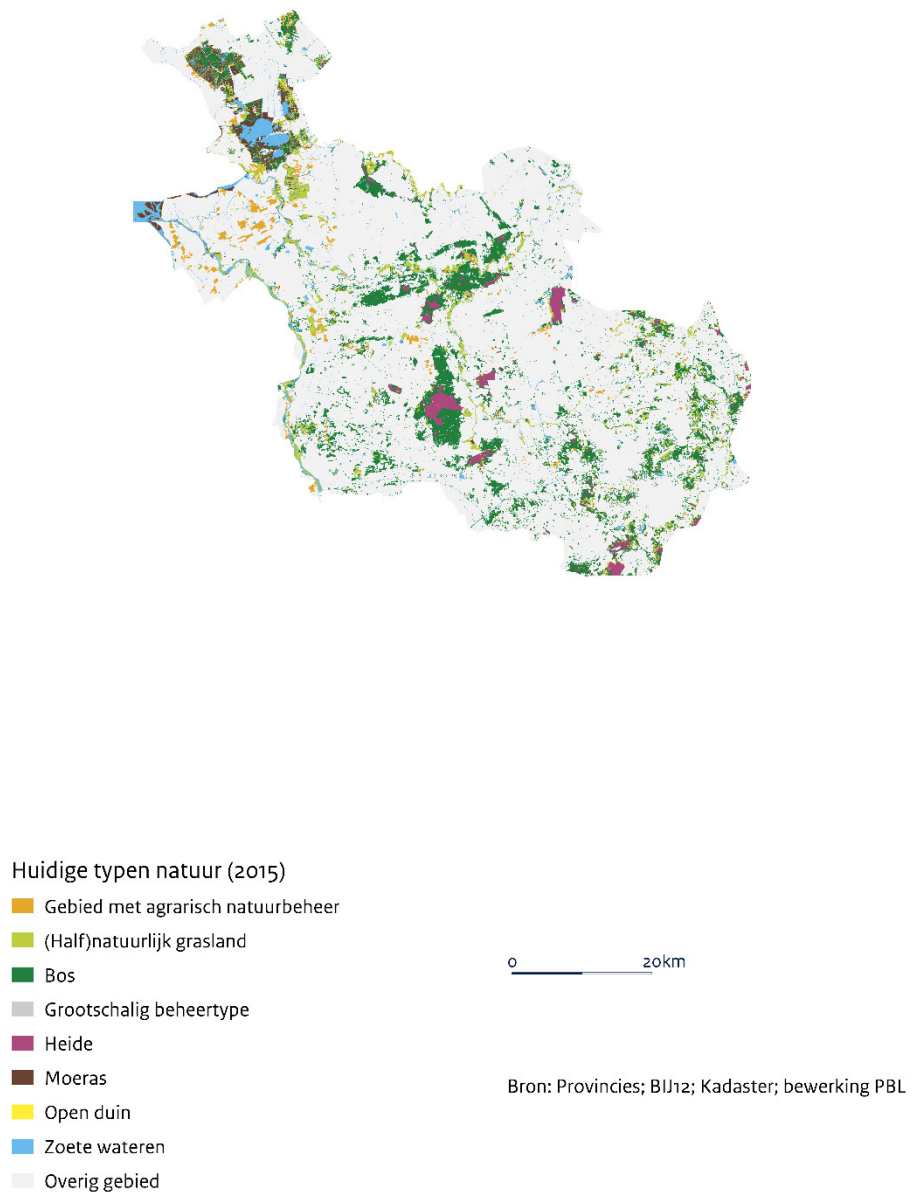 Huidige typen natuur (2015)
Gebied met agrarisch natuurbeheer
(Half)natuurlijk grasland
Bos
Grootschalig beheertype
Heide
Moeras
Open duin
Zoete wateren
Overig gebied
0 20km
Bron: Provincies; BIJ12; Kadaster; bewerking PBL